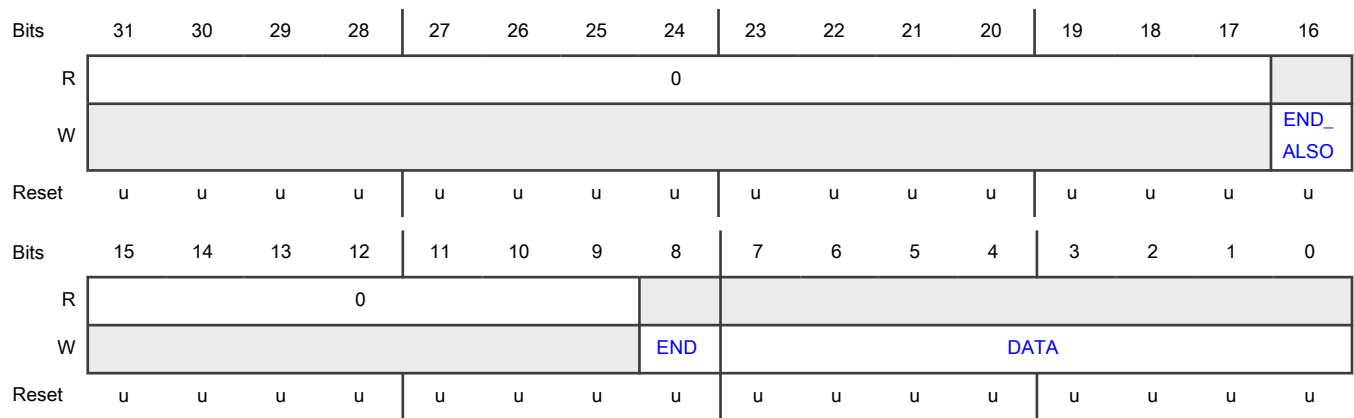 Bits 31 30 29 28 27 26 25 24 23 22 21 20 19 18 17 16
R 0
W END_
ALSO
Reset u u u u u u u u u u u u u u u u
Bits 15 14 13 12 11 10 9 8 7 6 5 4 3 2 1 0
R 0
W END DATA
Reset u u u u u u u u u u u u u u u u